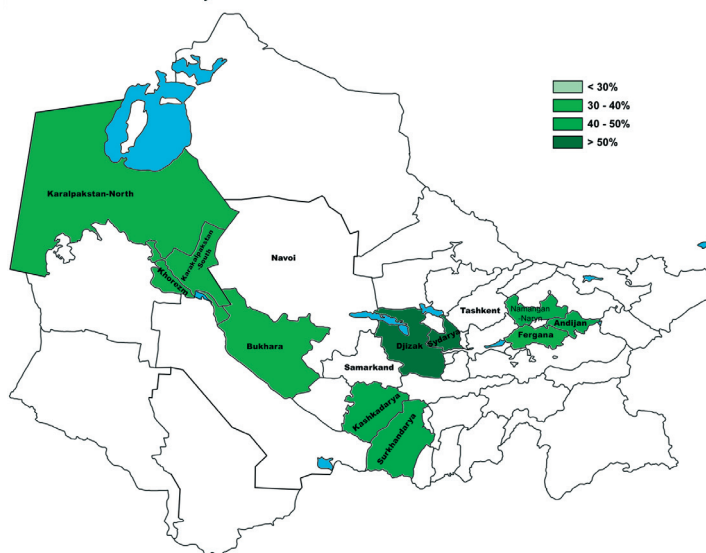 < 30%
30 - 40%
40 - 50%
> 50%
Karalpakstan-North
Karakalpakstan
-South
Khorezm
Navoi
Bukhara
Tashkent
Namangan
-Naryn
Andijan
Fergana
Djizak
Sydarya
Samarkand
Kashkadarya
Surkhandarya